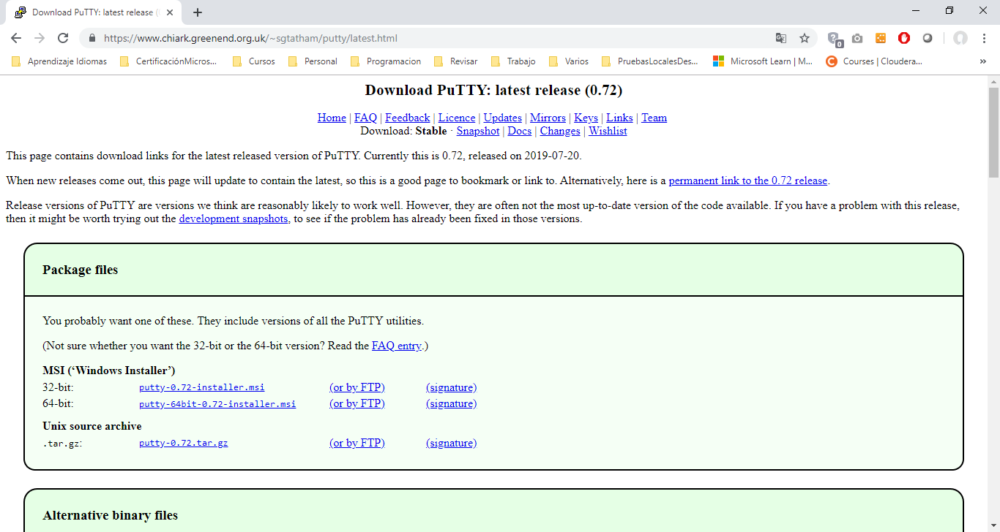 Download PuTTY: latest release (
https://www.chiark.greenend.org.uk/~sgtatham/putty/latest.html
0
Aprendizaje Idiomas CertificaciónMicros... Cursos Personal Programacion Revisar Trabajo Varios PruebasLocalesDes... Microsoft Learn | M... Courses | Cloudera... »
Download PuTTY: latest release (0.72)
Home | FAQ | Feedback | Licence | Updates | Mirrors | Keys | Links | Team
Download: Stable · Snapshot | Docs | Changes | Wishlist
This page contains download links for the latest released version of PuTTY. Currently this is 0.72, released on 2019-07-20.
When new releases come out, this page will update to contain the latest, so this is a good page to bookmark or link to. Alternatively, here is a permanent link to the 0.72 release.
Release versions of PuTTY are versions we think are reasonably likely to work well. However, they are often not the most up-to-date version of the code available. If you have a problem with this release,
then it might be worth trying out the development snapshots, to see if the problem has already been fixed in those versions.
Package files
You probably want one of these. They include versions of all the PuTTY utilities.
(Not sure whether you want the 32-bit or the 64-bit version? Read the FAQ entry.)
MSI (‘Windows Installer’)
32-bit: putty-0.72-installer.msi (or by FTP) (signature)
64-bit: putty-64bit-0.72-installer.msi (or by FTP) (signature)
Unix source archive
.tar.gz: putty-0.72.tar.gz (or by FTP) (signature)
Alternative binary files